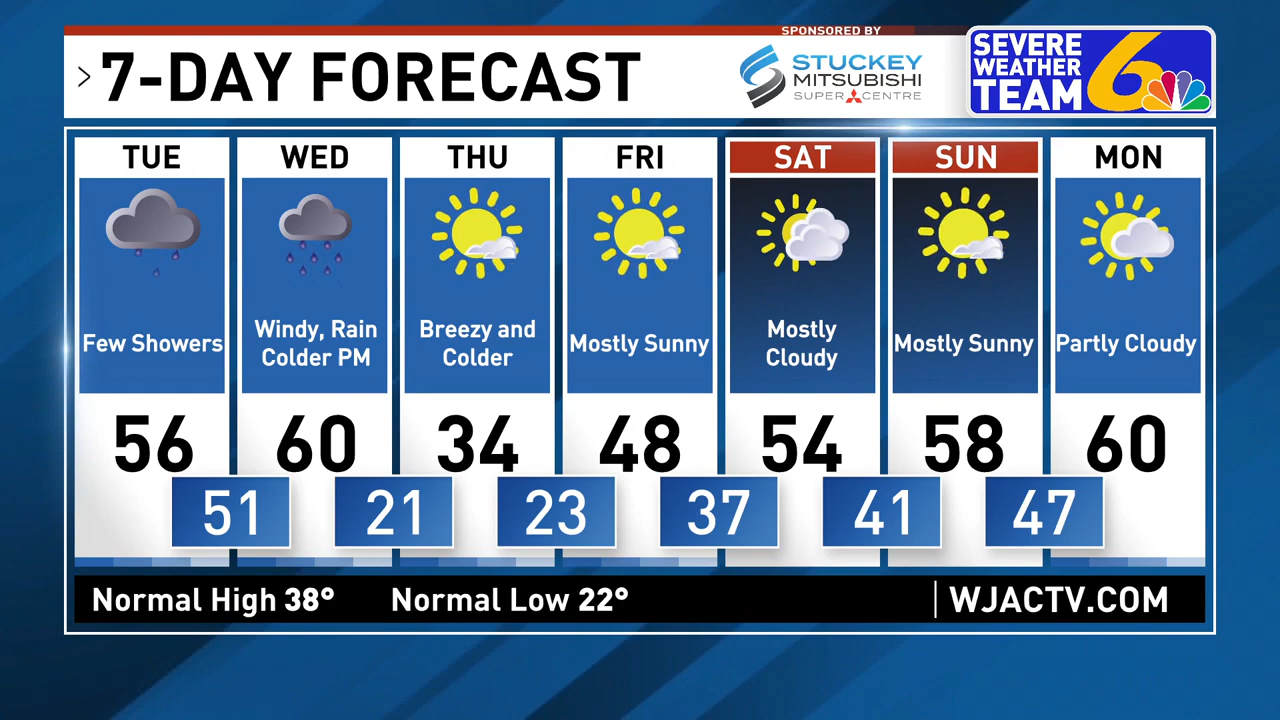 SPONSORED BY
> 7-DAY FORECAST
STUCKEY
MITSUBISHI
SUPER CENTRE
SEVERE
WEATHER
TEAM 6
TUE WED THU FRI SAT SUN MON
Few Showers
Windy, Rain
Colder PM
Breezy and
Colder
Mostly Sunny
Mostly
Cloudy
Mostly Sunny
Partly Cloudy
56 60 34 48 54 58 60
51 21 23 37 41 47
Normal High 38° Normal Low 22° | WJACTV.COM